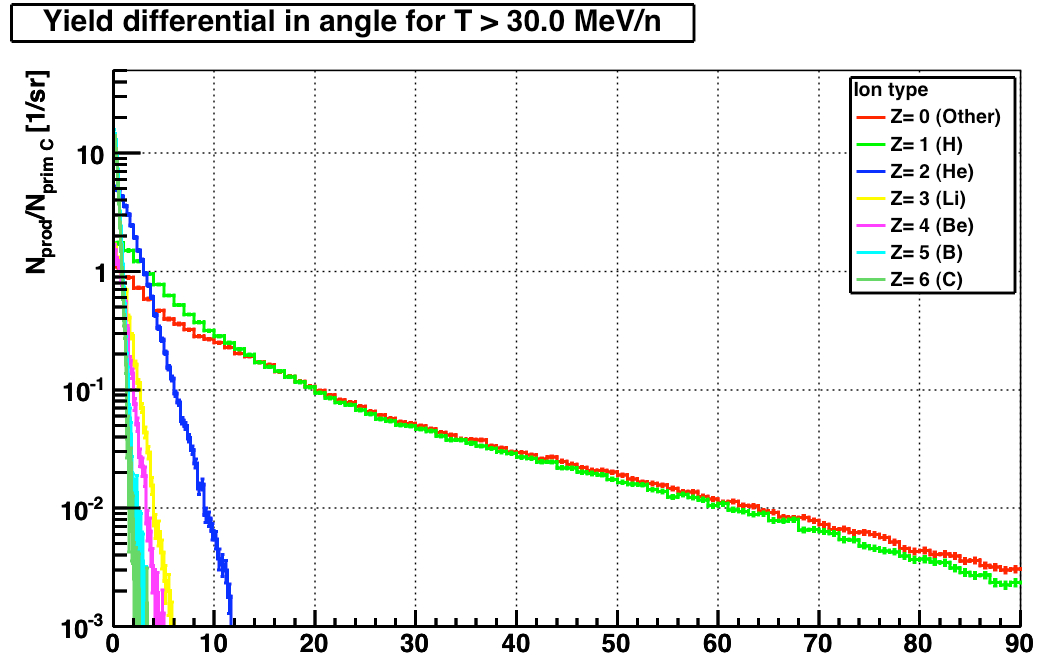 Yield differential in angle for T > 30.0 MeV/n
N_prod/N_prim C [1/sr]
Ion type
Z= 0 (Other)
Z= 1 (H)
Z= 2 (He)
Z= 3 (Li)
Z= 4 (Be)
Z= 5 (B)
Z= 6 (C)
10
1
10^-1
10^-2
10^-3
0 10 20 30 40 50 60 70 80 90